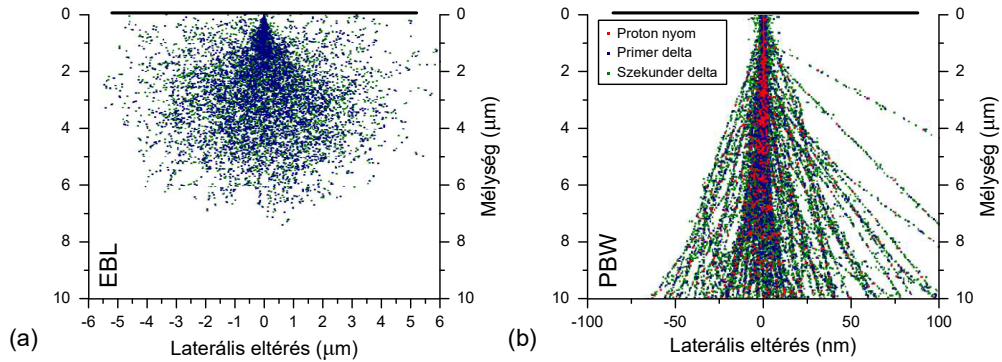 0
0
2
2
4
4
6
6
8
8
10
10
Mélység (μm)
EBL
-6 -5 -4 -3 -2 -1 0 1 2 3 4 5 6
Laterális eltérés (μm)
(a)
Proton nyom
Primer delta
Szekunder delta
0
0
2
2
4
4
6
6
8
8
10
10
Mélység (μm)
PBW
-100 -50 0 50 100
Laterális eltérés (nm)
(b)